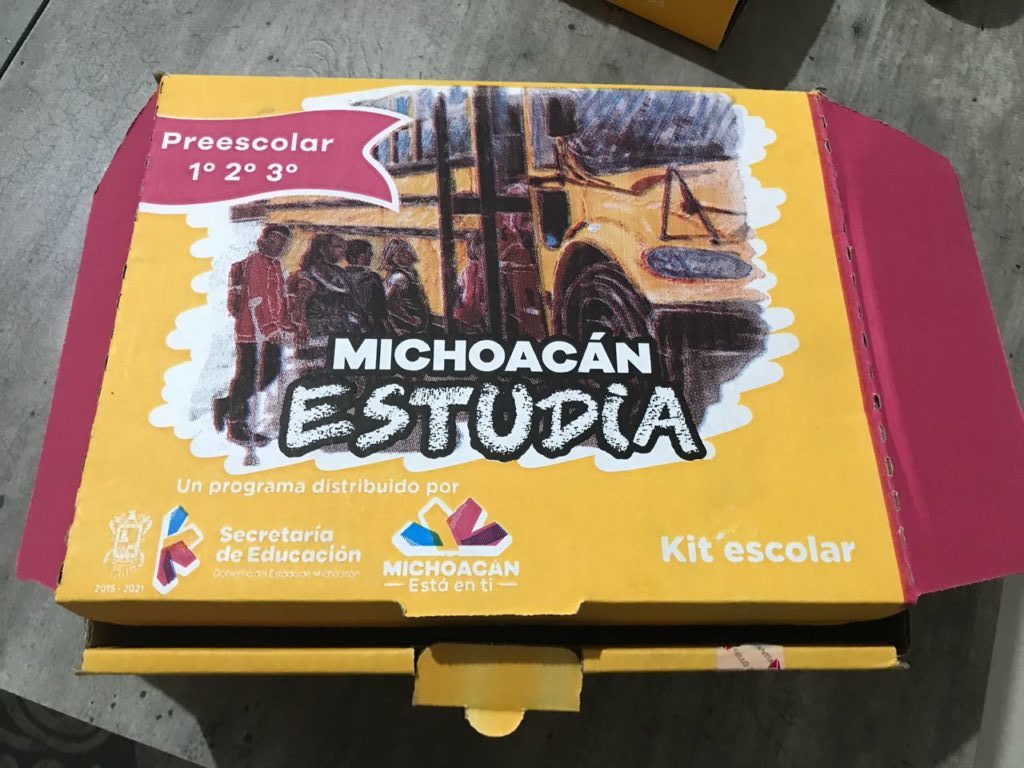 Preescolar
1º 2º 3º
MICHOACÁN
ESTUDIA
Un programa distribuido por
2015 - 2021
Secretaría
de Educación
Gobierno del Estado de Michoacán
MICHOACÁN
Está en ti
Kit´escolar